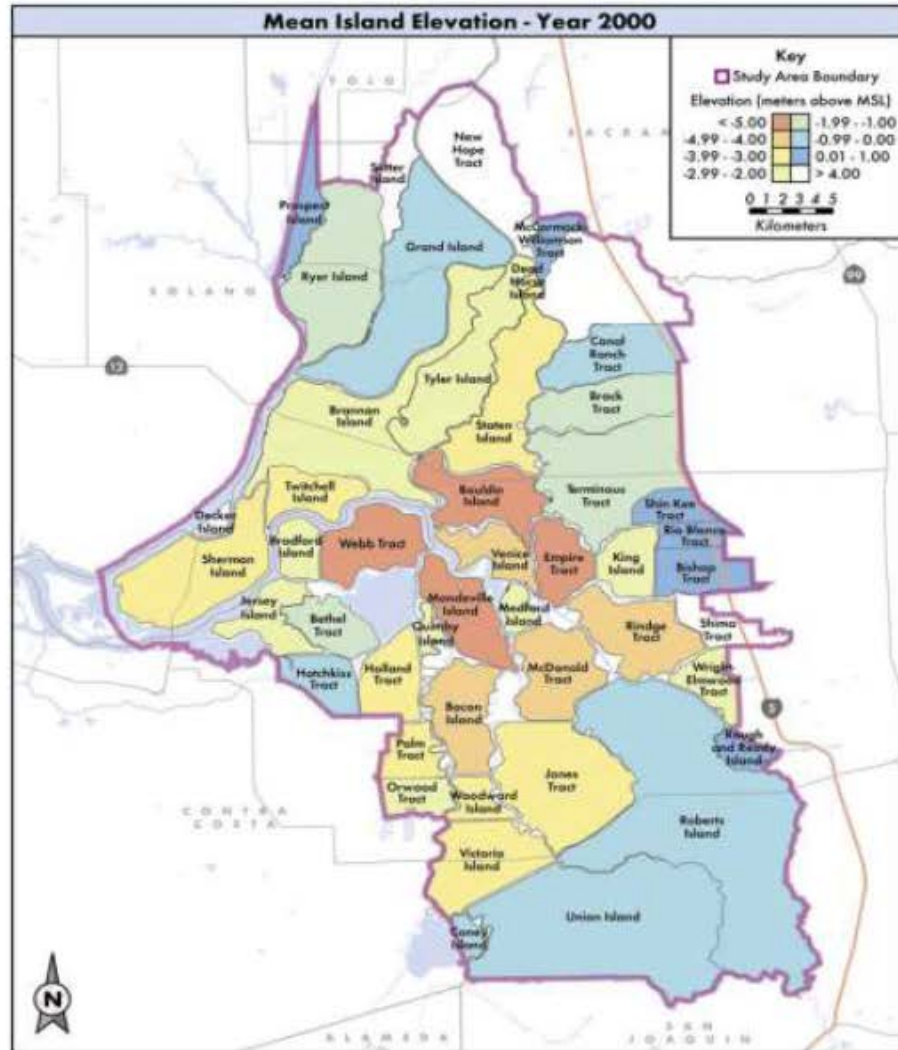 Mean Island Elevation - Year 2000
Key
Study Area Boundary
Elevation (meters above MSL)
< -5.00
-1.99 - -1.00
-4.99 - -4.00
-0.99 - 0.00
-3.99 - -3.00
0.01 - 1.00
-2.99 - -2.00
> 4.00
0 1 2 3 4 5
Kilometers
YOLO
New
Hope
Tract
Sutter
Island
Prospect
Island
Grand Island
McCormack
Williamson
Tract
Ryer Island
Dead
Horse
Island
SOLANO
99
Canal
Ranch
Tract
12
Tyler Island
Brack
Tract
Brannan
Island
Staten
Island
Twitchell
Island
Bouldin
Island
Terminous
Tract
Shin Kee
Tract
Decker
Island
Rio Blanco
Tract
Bradford
Island
Webb Tract
Venice
Island
Empire
Tract
King
Island
Bishop
Tract
Sherman
Island
Jersey
Island
Bethel
Tract
Mandeville
Island
Medford
Island
Quimby
Island
Rindge
Tract
Shima
Tract
Hotchkiss
Tract
Holland
Tract
McDonald
Tract
Wright-
Elmwood
Tract
Bacon
Island
5
Rough
and Ready
Island
Palm
Tract
Jones
Tract
Orwood
Tract
Woodward
Island
CONTRA
COSTA
Roberts
Island
Victoria
Island
Union Island
Coney
Island
N
ALAMEDA
SAN
JOAQUIN